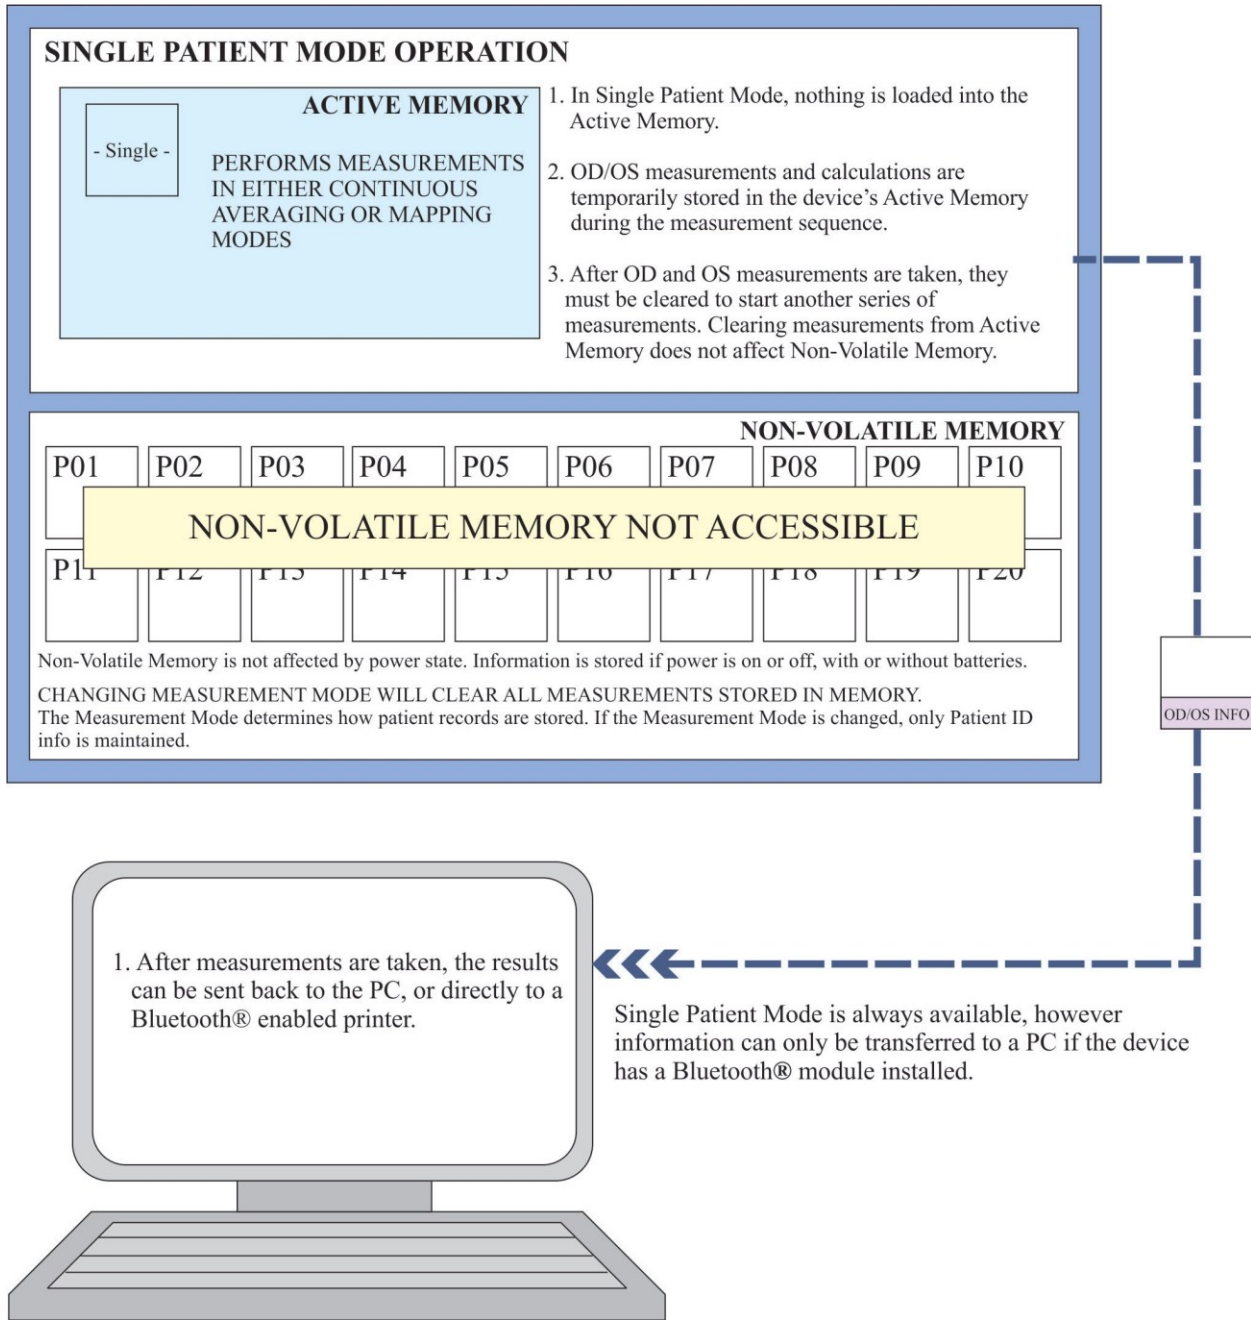 SINGLE PATIENT MODE OPERATION
ACTIVE MEMORY
- Single -
PERFORMS MEASUREMENTS
IN EITHER CONTINUOUS
AVERAGING OR MAPPING
MODES
1. In Single Patient Mode, nothing is loaded into the
Active Memory.
2. OD/OS measurements and calculations are
temporarily stored in the device's Active Memory
during the measurement sequence.
3. After OD and OS measurements are taken, they
must be cleared to start another series of
measurements. Clearing measurements from Active
Memory does not affect Non-Volatile Memory.
NON-VOLATILE MEMORY
P01 P02 P03 P04 P05 P06 P07 P08 P09 P10
NON-VOLATILE MEMORY NOT ACCESSIBLE
P11 P12 P13 P14 P15 P16 P17 P18 P19 P20
Non-Volatile Memory is not affected by power state. Information is stored if power is on or off, with or without batteries.
CHANGING MEASUREMENT MODE WILL CLEAR ALL MEASUREMENTS STORED IN MEMORY.
The Measurement Mode determines how patient records are stored. If the Measurement Mode is changed, only Patient ID
info is maintained.
OD/OS INFO
1. After measurements are taken, the results
can be sent back to the PC, or directly to a
Bluetooth® enabled printer.
Single Patient Mode is always available, however
information can only be transferred to a PC if the device
has a Bluetooth® module installed.